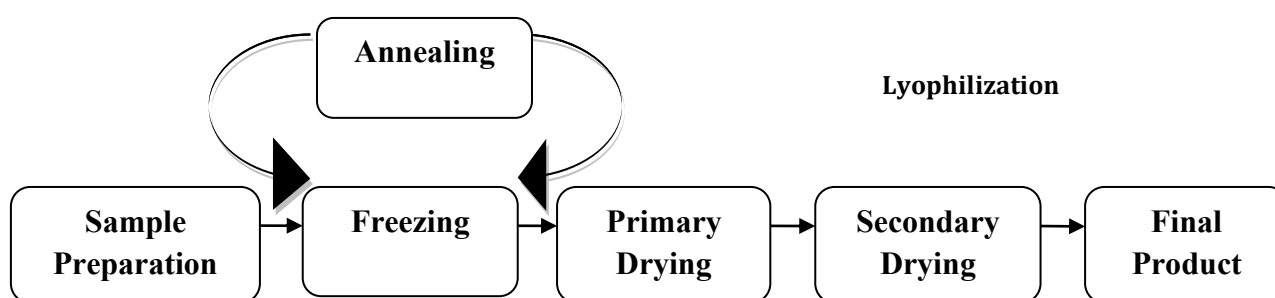 Annealing
Lyophilization
Sample
Preparation
Freezing
Primary
Drying
Secondary
Drying
Final
Product